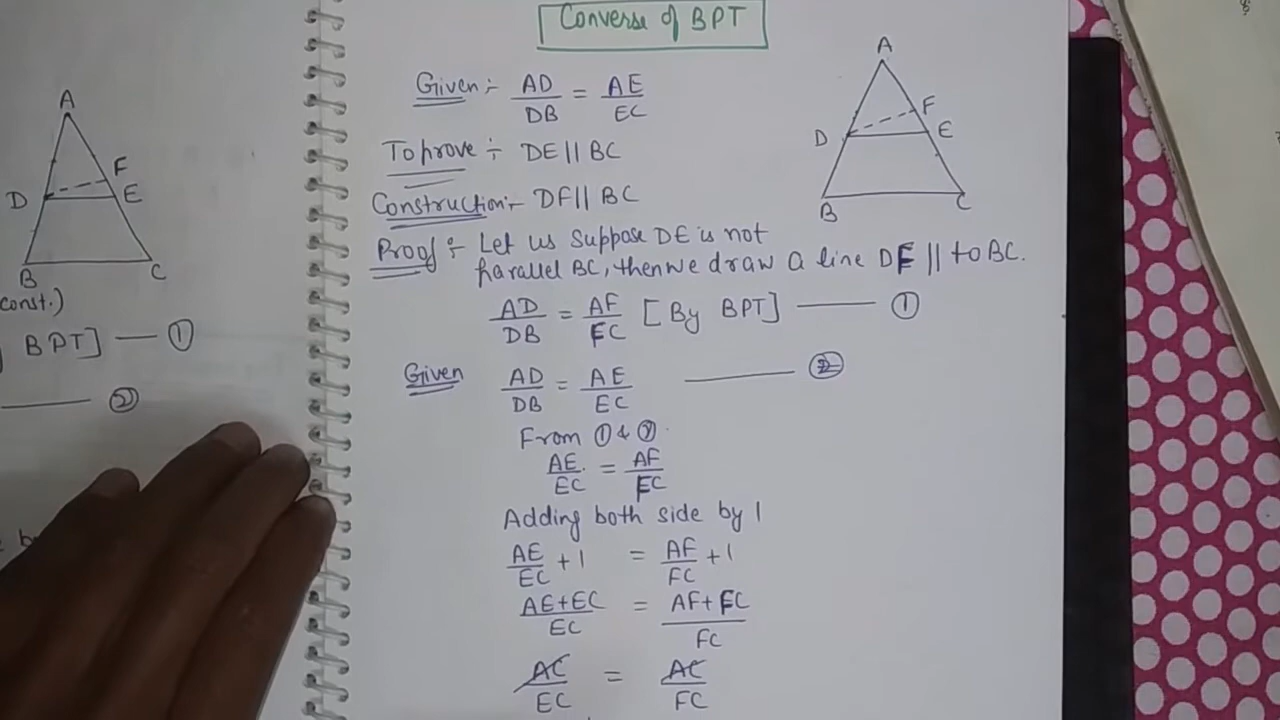 Converse of BPT
Given :- AD/DB = AE/EC
To prove :- DE || BC
Construction :- DF || BC
Proof :- Let us suppose DE is not
parallel BC, then we draw a line DF || to BC.
AD/DB = AF/FC [By BPT] —— ①
Given AD/DB = AE/EC —— ②
From ① & ②
AE/EC = AF/FC
Adding both side by 1
AE/EC + 1 = AF/FC + 1
AE+EC/EC = AF+FC/FC
AC/EC = AC/FC
A
F
D
E
B
C
A
F
D
E
B
C
const.)
BPT] — ①
—— ②